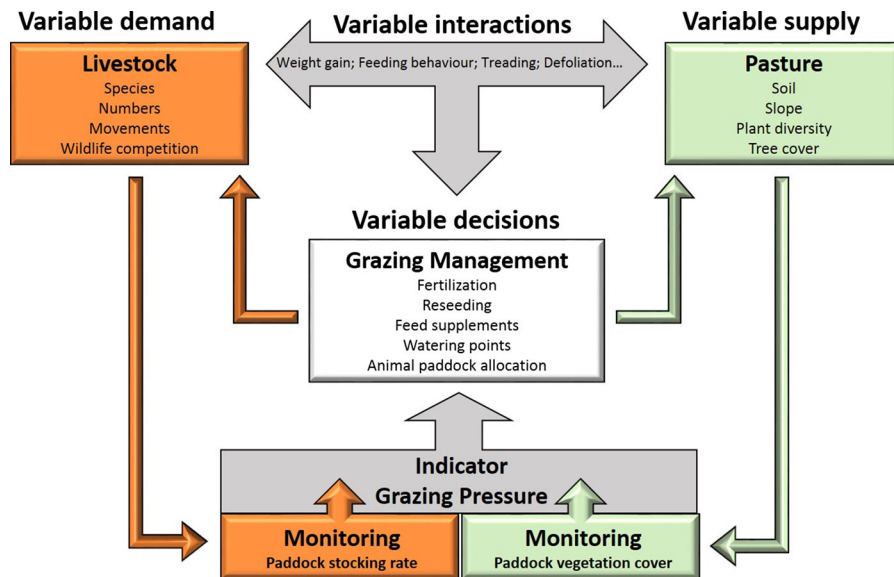 Variable demand
Variable interactions
Variable supply
Livestock
Species
Numbers
Movements
Wildlife competition
Weight gain; Feeding behaviour; Treading; Defoliation...
Pasture
Soil
Slope
Plant diversity
Tree cover
Variable decisions
Grazing Management
Fertilization
Reseeding
Feed supplements
Watering points
Animal paddock allocation
Indicator
Grazing Pressure
Monitoring
Paddock stocking rate
Monitoring
Paddock vegetation cover